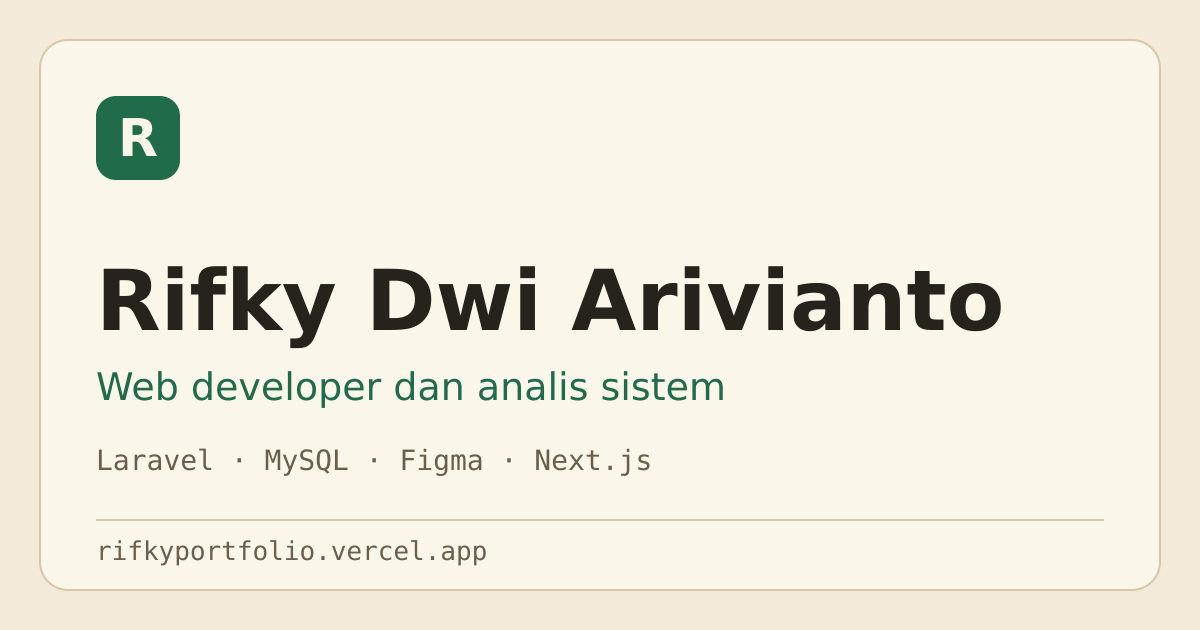 R
Rifky Dwi Arivianto
Web developer dan analis sistem
Laravel · MySQL · Figma · Next.js
rifkyportfolio.vercel.app